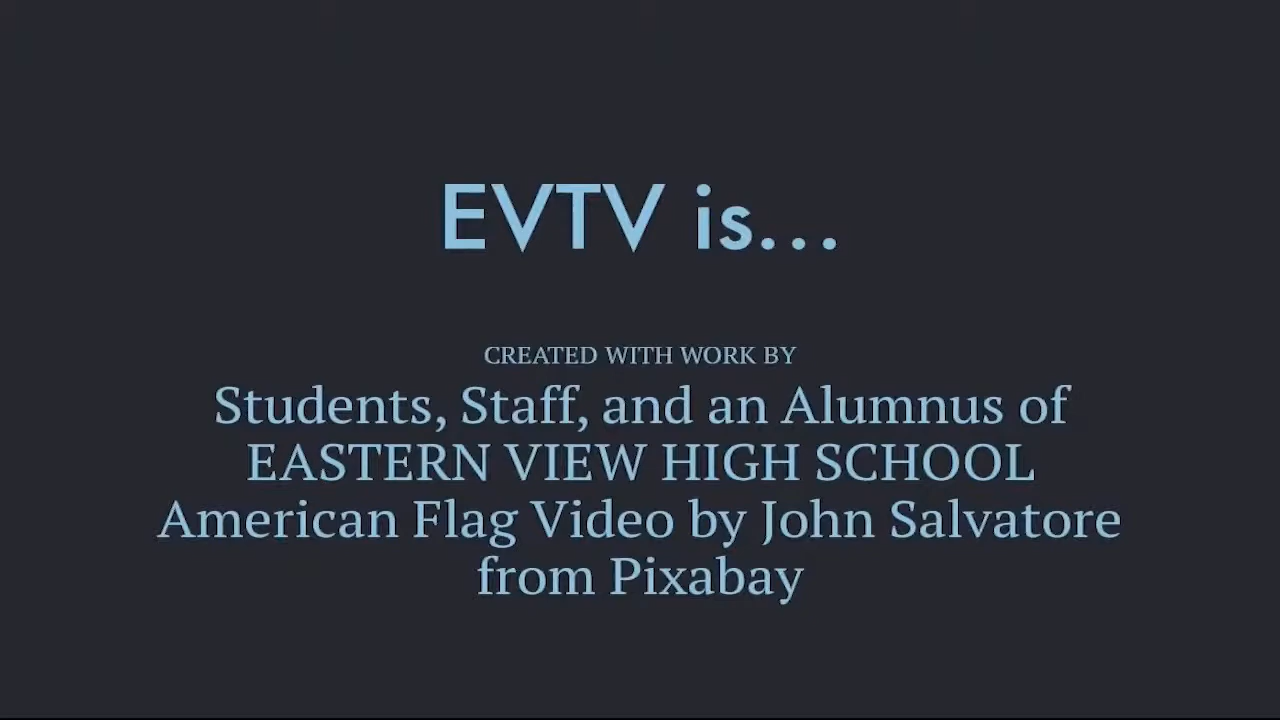 EVTV is...
CREATED WITH WORK BY
Students, Staff, and an Alumnus of
EASTERN VIEW HIGH SCHOOL
American Flag Video by John Salvatore
from Pixabay